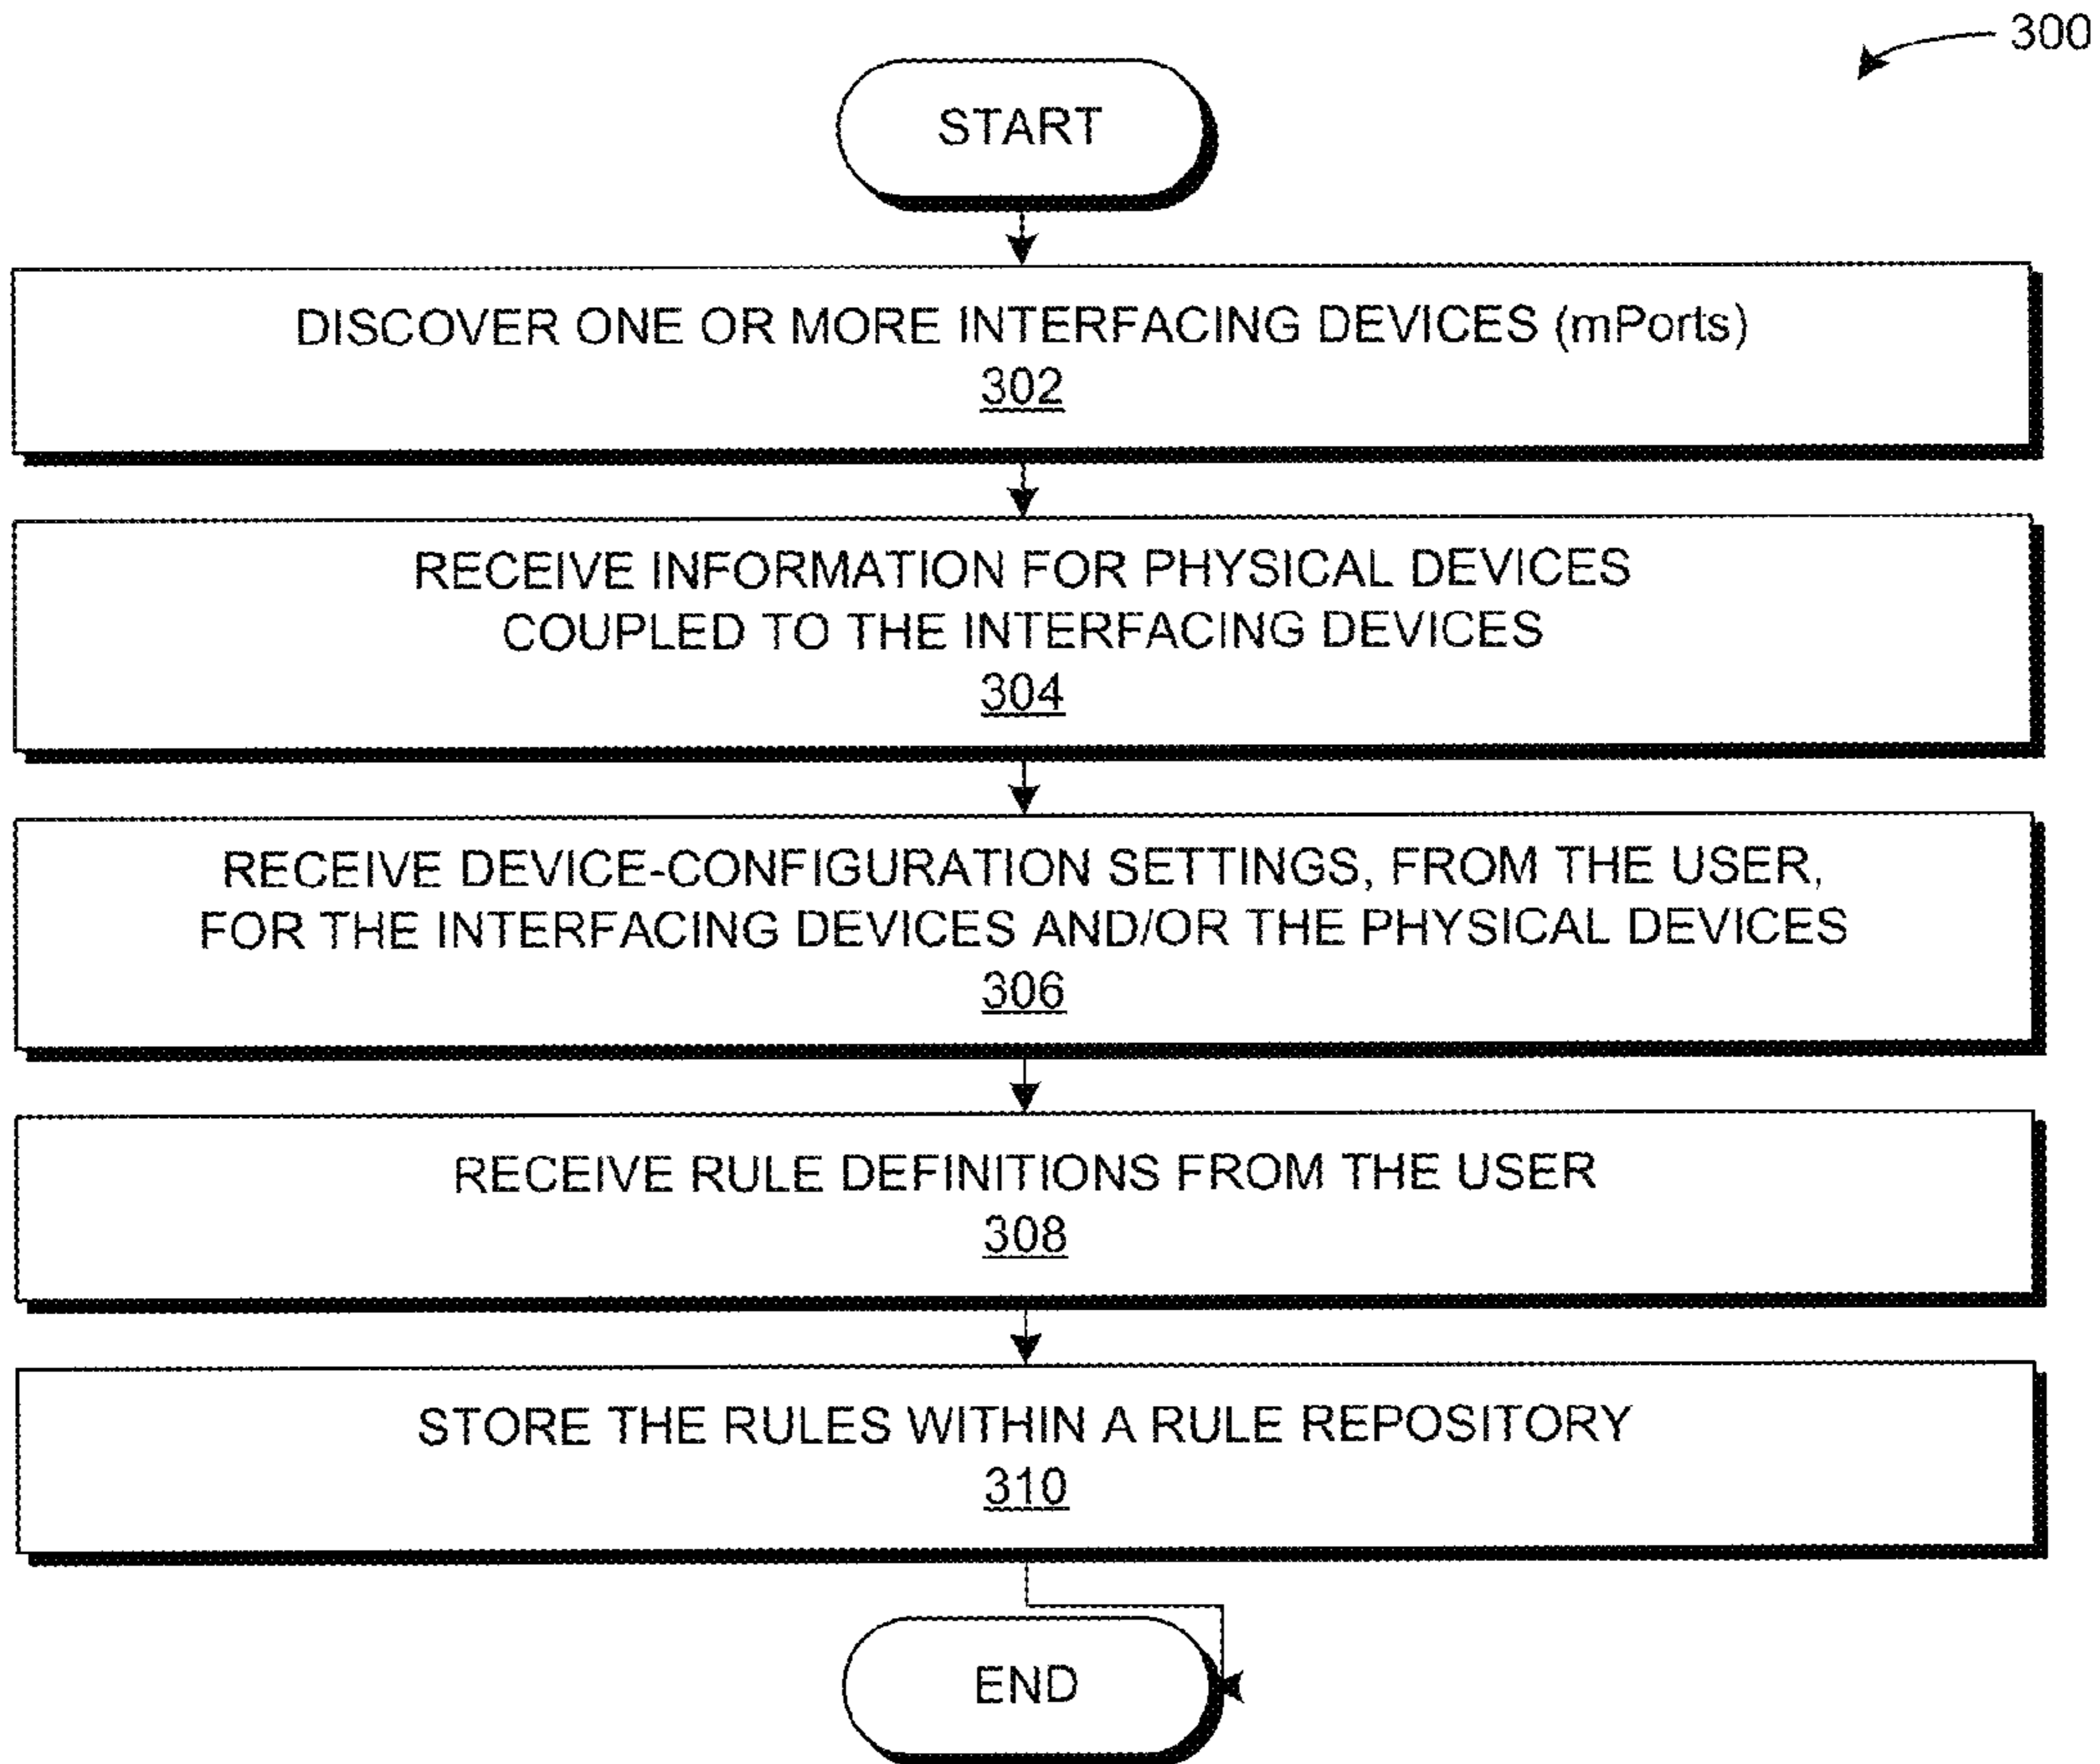 300
START
DISCOVER ONE OR MORE INTERFACING DEVICES (mPorts)
302
RECEIVE INFORMATION FOR PHYSICAL DEVICES
COUPLED TO THE INTERFACING DEVICES
304
RECEIVE DEVICE-CONFIGURATION SETTINGS, FROM THE USER,
FOR THE INTERFACING DEVICES AND/OR THE PHYSICAL DEVICES
306
RECEIVE RULE DEFINITIONS FROM THE USER
308
STORE THE RULES WITHIN A RULE REPOSITORY
310
END